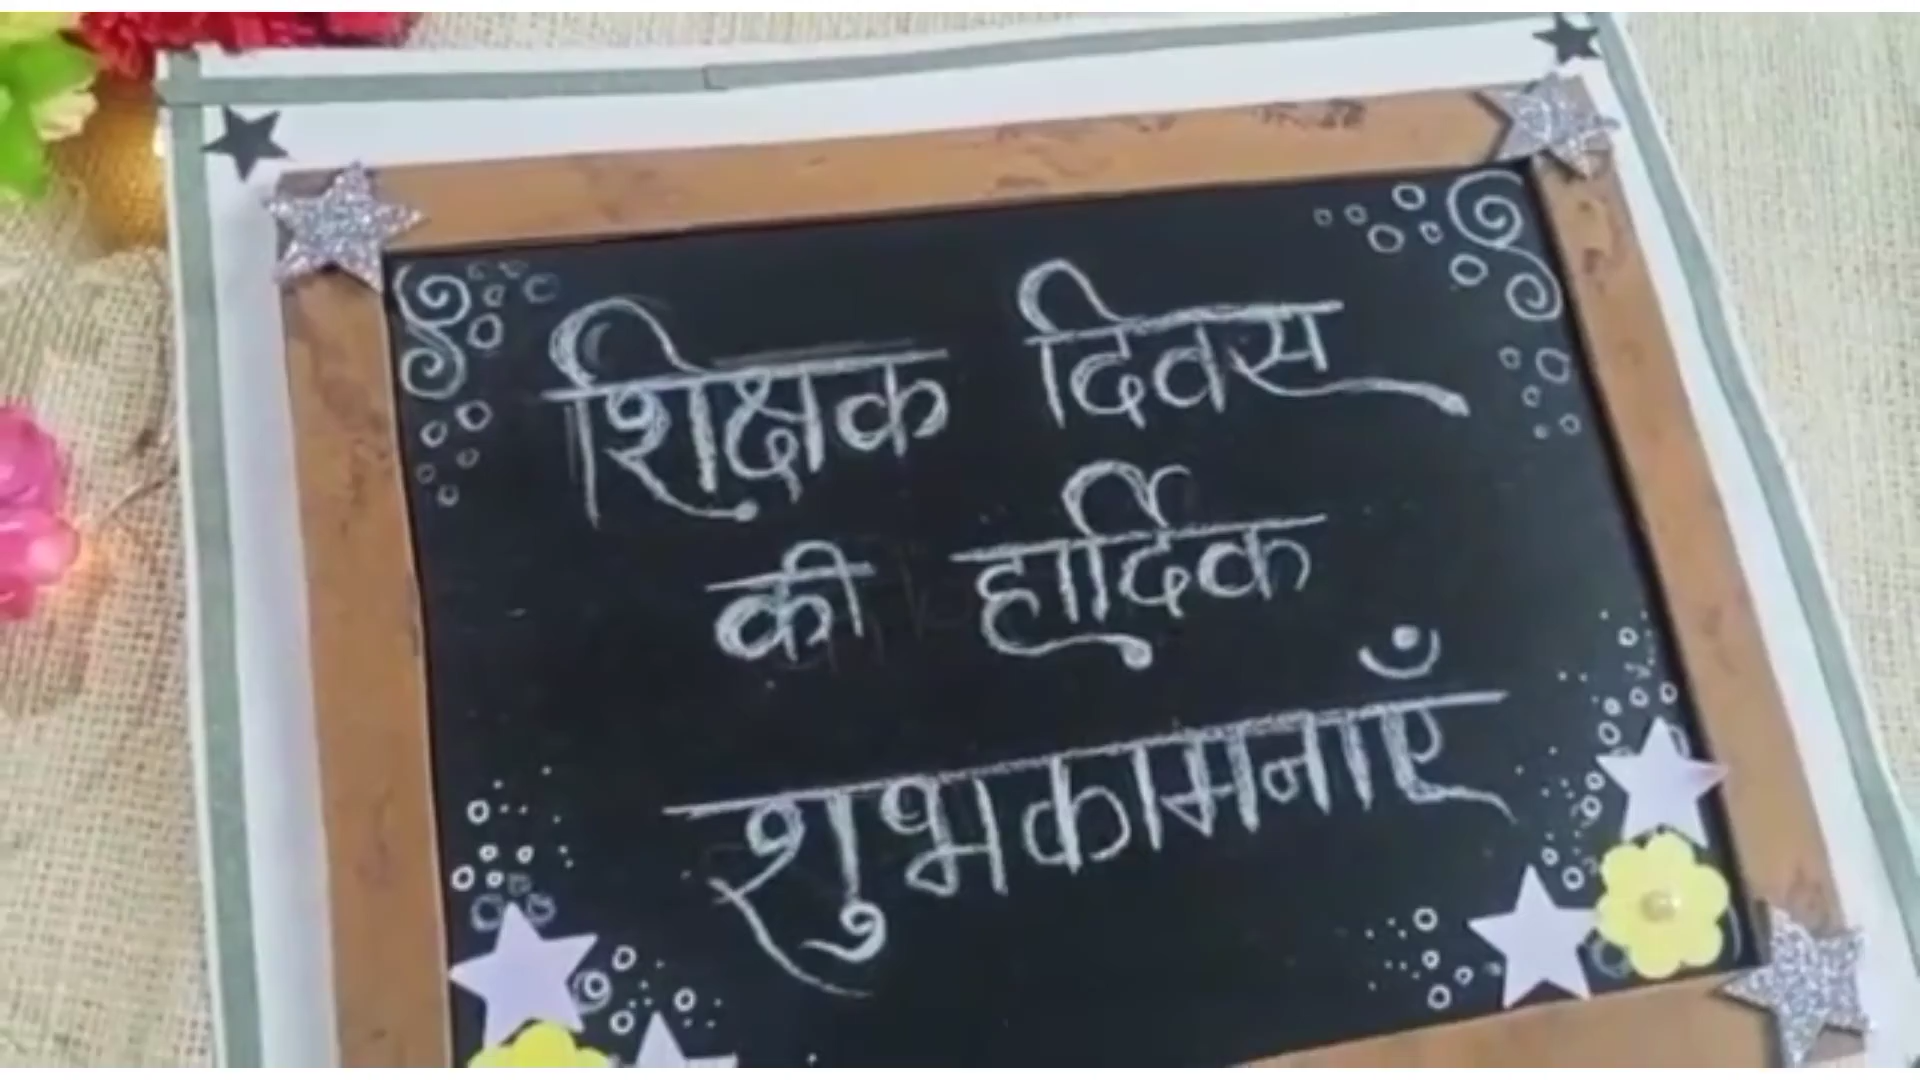 शिक्षक दिवस
की हार्दिक
शुभकामनाएँ